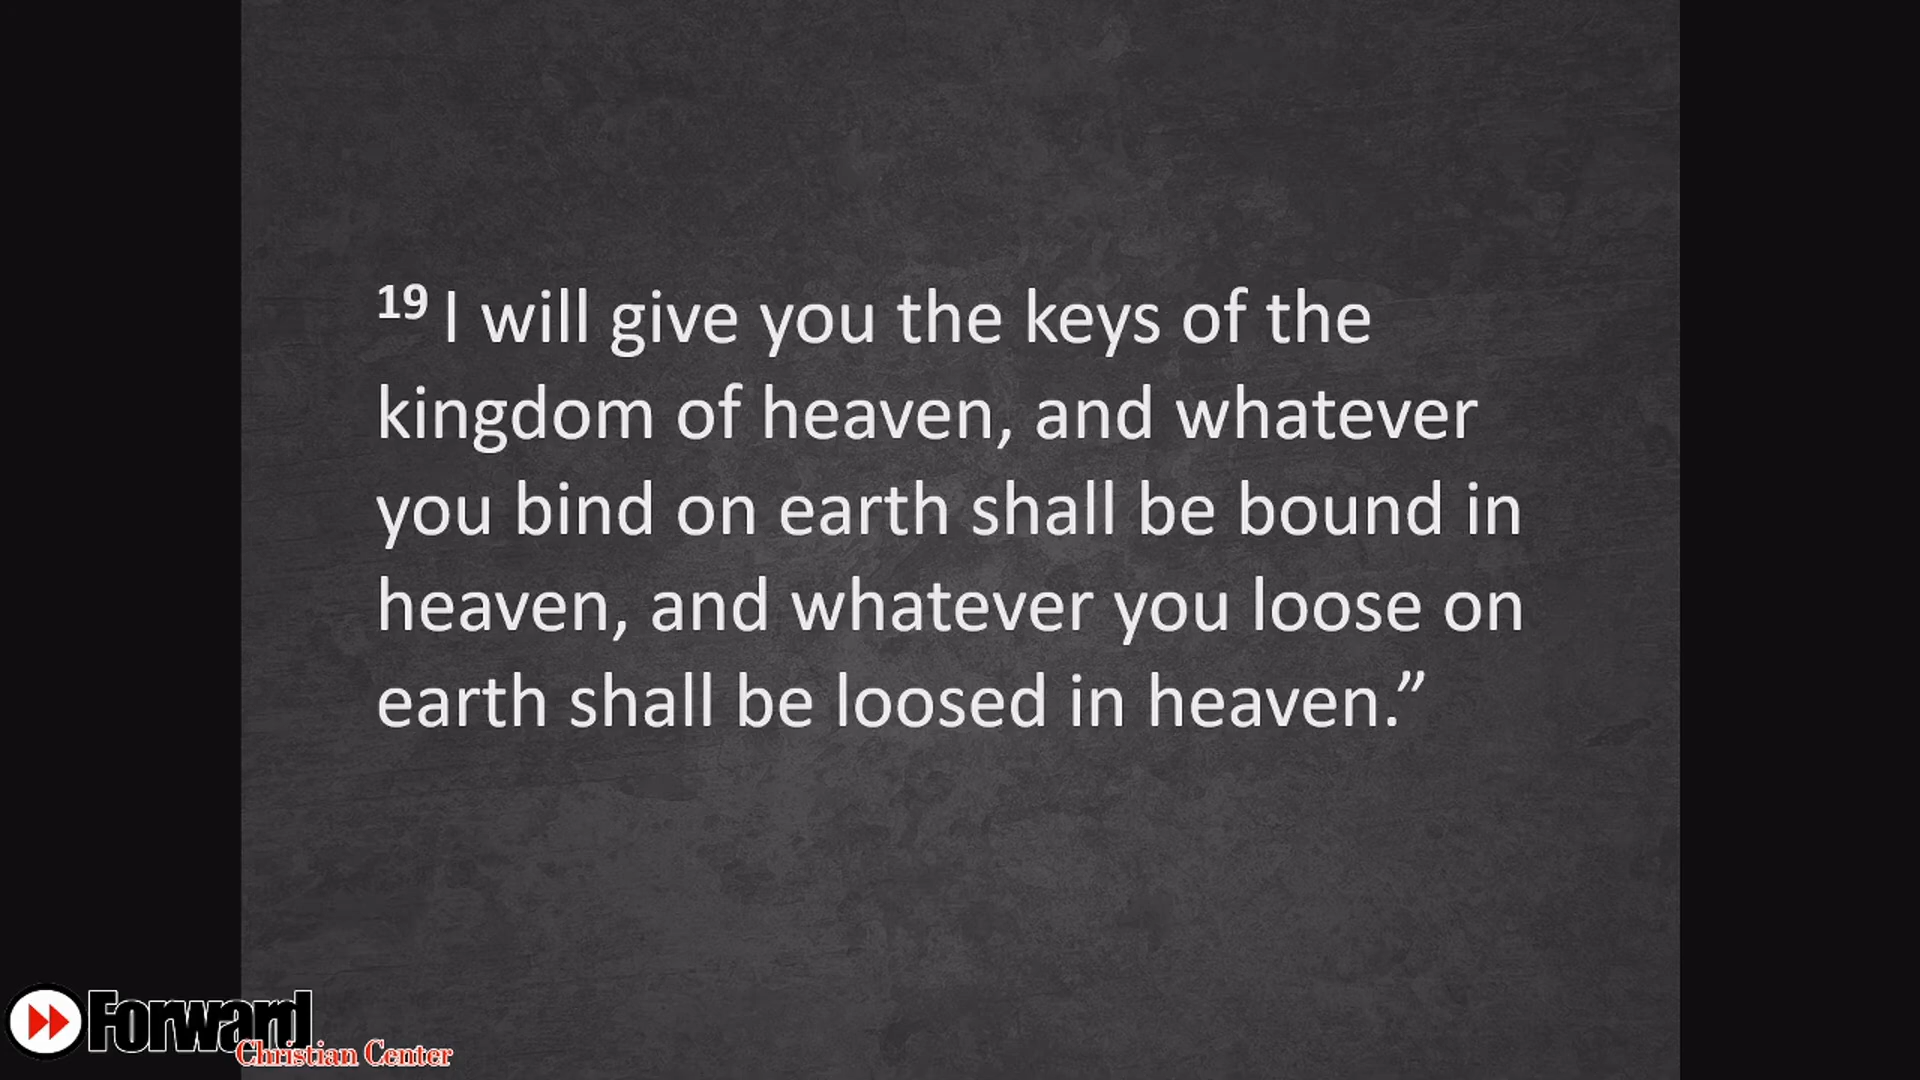 19 I will give you the keys of the
kingdom of heaven, and whatever
you bind on earth shall be bound in
heaven, and whatever you loose on
earth shall be loosed in heaven.”
Forward
Christian Center